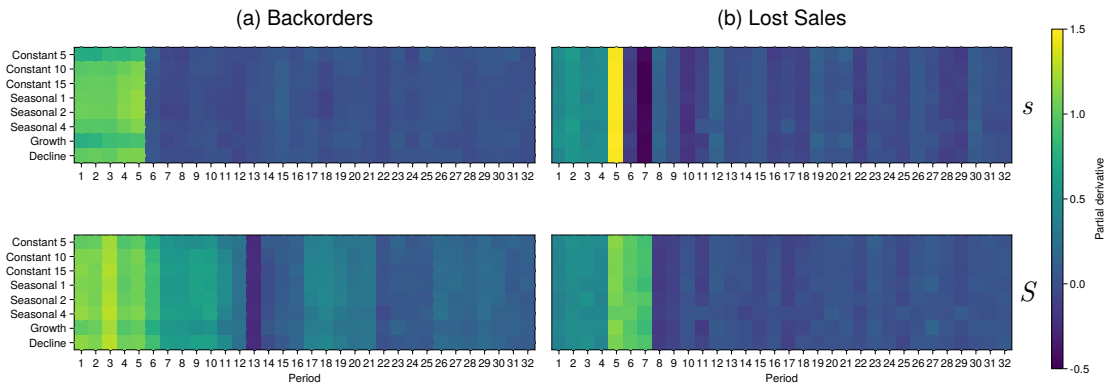 (a) Backorders
(b) Lost Sales
Constant 5
Constant 10
Constant 15
Seasonal 1
Seasonal 2
Seasonal 4
Growth
Decline
1 2 3 4 5 6 7 8 9 10 11 12 13 14 15 16 17 18 19 20 21 22 23 24 25 26 27 28 29 30 31 32
1 2 3 4 5 6 7 8 9 10 11 12 13 14 15 16 17 18 19 20 21 22 23 24 25 26 27 28 29 30 31 32
s
Constant 5
Constant 10
Constant 15
Seasonal 1
Seasonal 2
Seasonal 4
Growth
Decline
1 2 3 4 5 6 7 8 9 10 11 12 13 14 15 16 17 18 19 20 21 22 23 24 25 26 27 28 29 30 31 32
Period
1 2 3 4 5 6 7 8 9 10 11 12 13 14 15 16 17 18 19 20 21 22 23 24 25 26 27 28 29 30 31 32
Period
S
1.5
1.0
0.5
0.0
-0.5
Partial derivative